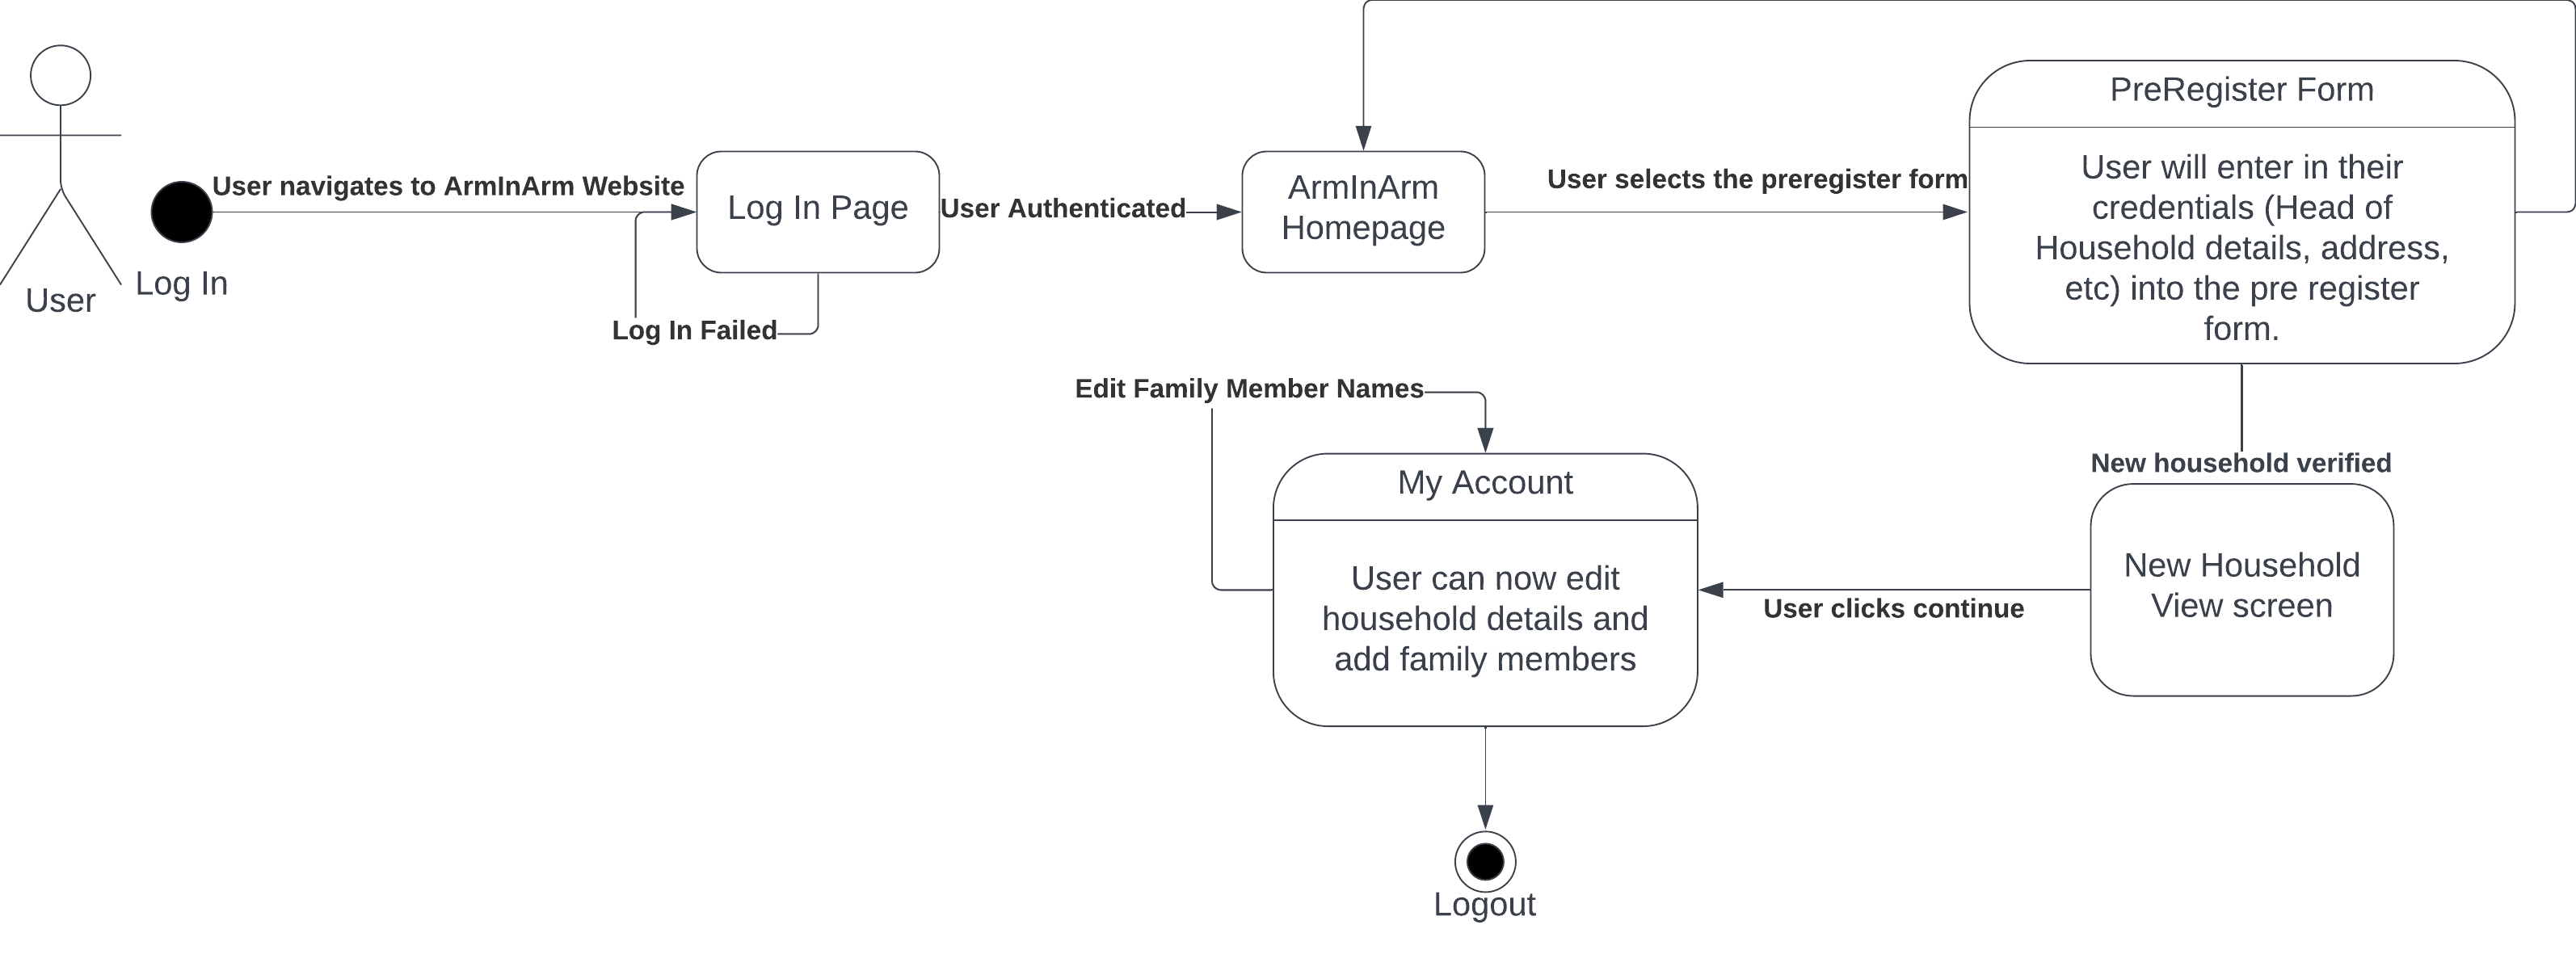 User
Log In
User navigates to ArmInArm Website
Log In Page
Log In Failed
User Authenticated
ArmInArm
Homepage
User selects the preregister form
PreRegister Form
User will enter in their
credentials (Head of
Household details, address,
etc) into the pre register
form.
New household verified
New Household
View screen
User clicks continue
Edit Family Member Names
My Account
User can now edit
household details and
add family members
Logout